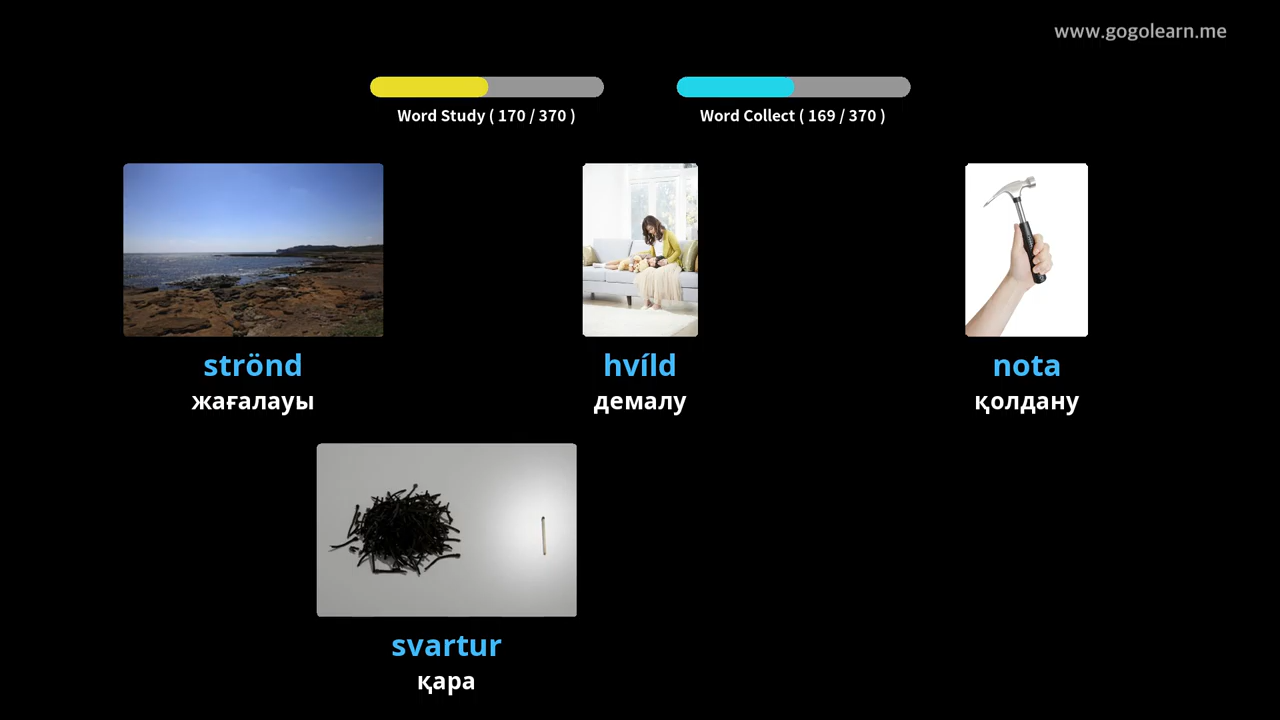 www.gogolearn.me
Word Study ( 170 / 370 )
Word Collect ( 169 / 370 )
strönd
жағалауы
hvíld
демалу
nota
қолдану
svartur
қара